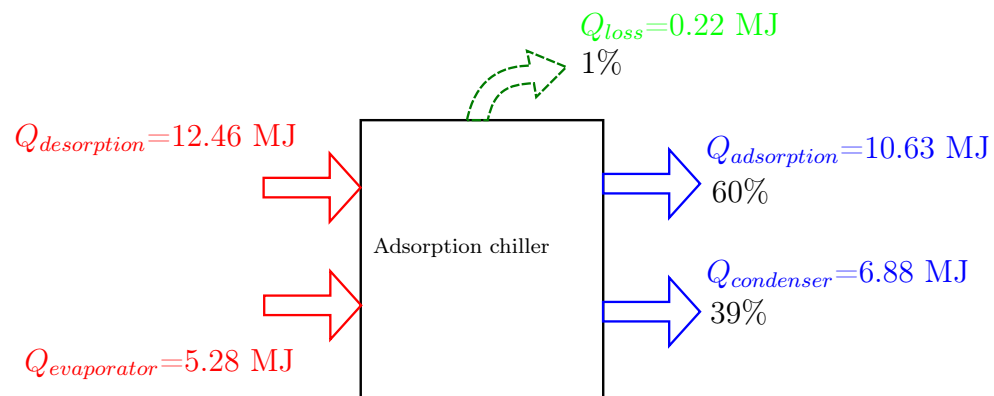 Q_loss=0.22 MJ
1%
Q_desorption=12.46 MJ
Q_adsorption=10.63 MJ
60%
Adsorption chiller
Q_condenser=6.88 MJ
39%
Q_evaporator=5.28 MJ